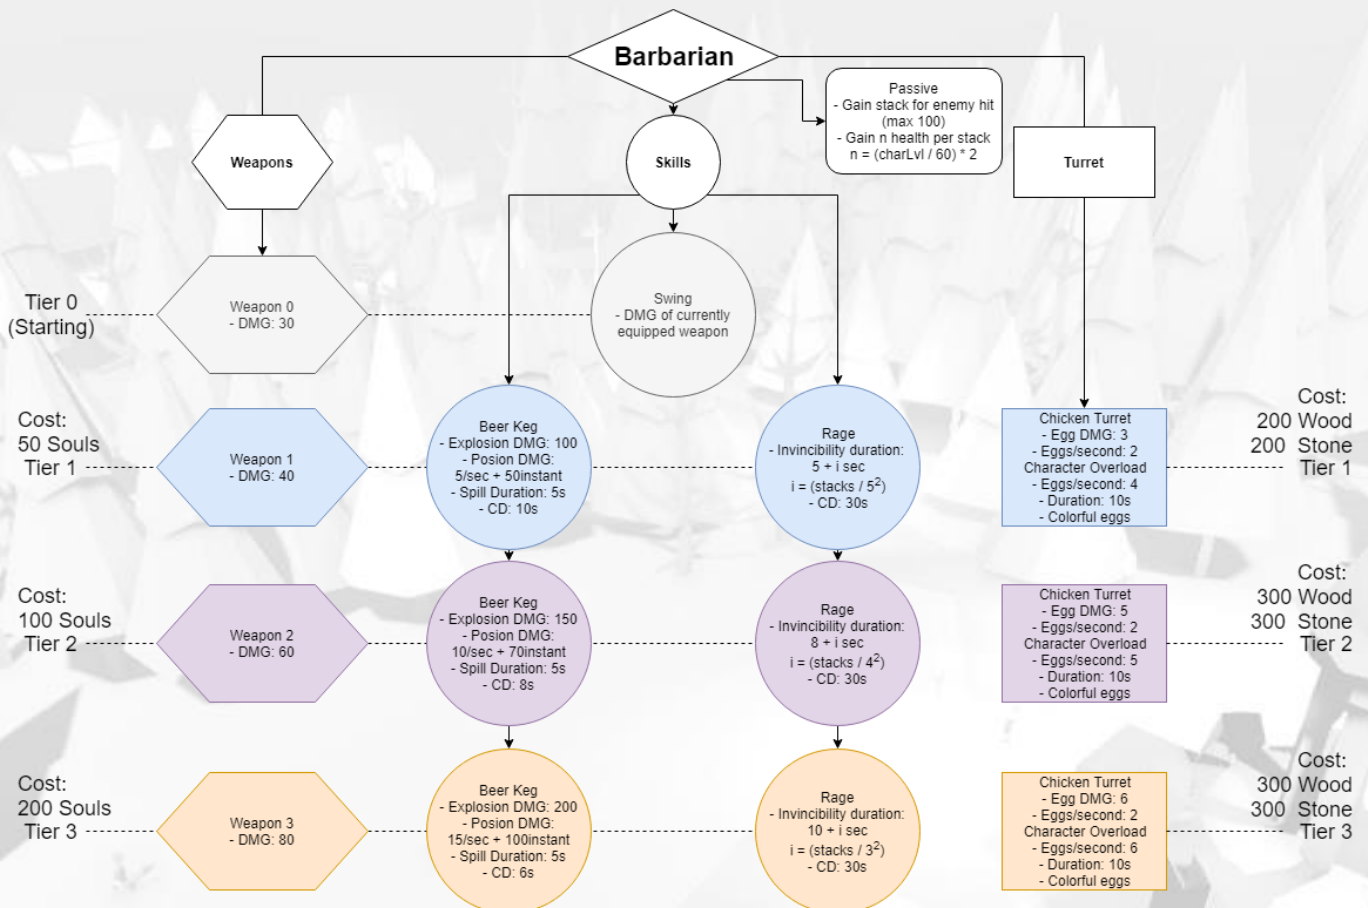 Barbarian
Passive
- Gain stack for enemy hit
(max 100)
- Gain n health per stack
n = (charLvl / 60) * 2
Weapons
Skills
Turret
Tier 0
(Starting)
Weapon 0
- DMG: 30
Swing
- DMG of currently
equipped weapon
Cost:
50 Souls
Tier 1
Weapon 1
- DMG: 40
Beer Keg
- Explosion DMG: 100
- Posion DMG:
5/sec + 50instant
- Spill Duration: 5s
- CD: 10s
Rage
- Invincibility duration:
5 + i sec
i = (stacks / 5²)
- CD: 30s
Chicken Turret
- Egg DMG: 3
- Eggs/second: 2
Character Overload
- Eggs/second: 4
- Duration: 10s
- Colorful eggs
Cost:
200 Wood
200 Stone
Tier 1
Cost:
100 Souls
Tier 2
Weapon 2
- DMG: 60
Beer Keg
- Explosion DMG: 150
- Posion DMG:
10/sec + 70instant
- Spill Duration: 5s
- CD: 8s
Rage
- Invincibility duration:
8 + i sec
i = (stacks / 4²)
- CD: 30s
Chicken Turret
- Egg DMG: 5
- Eggs/second: 2
Character Overload
- Eggs/second: 5
- Duration: 10s
- Colorful eggs
Cost:
300 Wood
300 Stone
Tier 2
Cost:
200 Souls
Tier 3
Weapon 3
- DMG: 80
Beer Keg
- Explosion DMG: 200
- Posion DMG:
15/sec + 100instant
- Spill Duration: 5s
- CD: 6s
Rage
- Invincibility duration:
10 + i sec
i = (stacks / 3²)
- CD: 30s
Chicken Turret
- Egg DMG: 6
- Eggs/second: 2
Character Overload
- Eggs/second: 6
- Duration: 10s
- Colorful eggs
Cost:
300 Wood
300 Stone
Tier 3